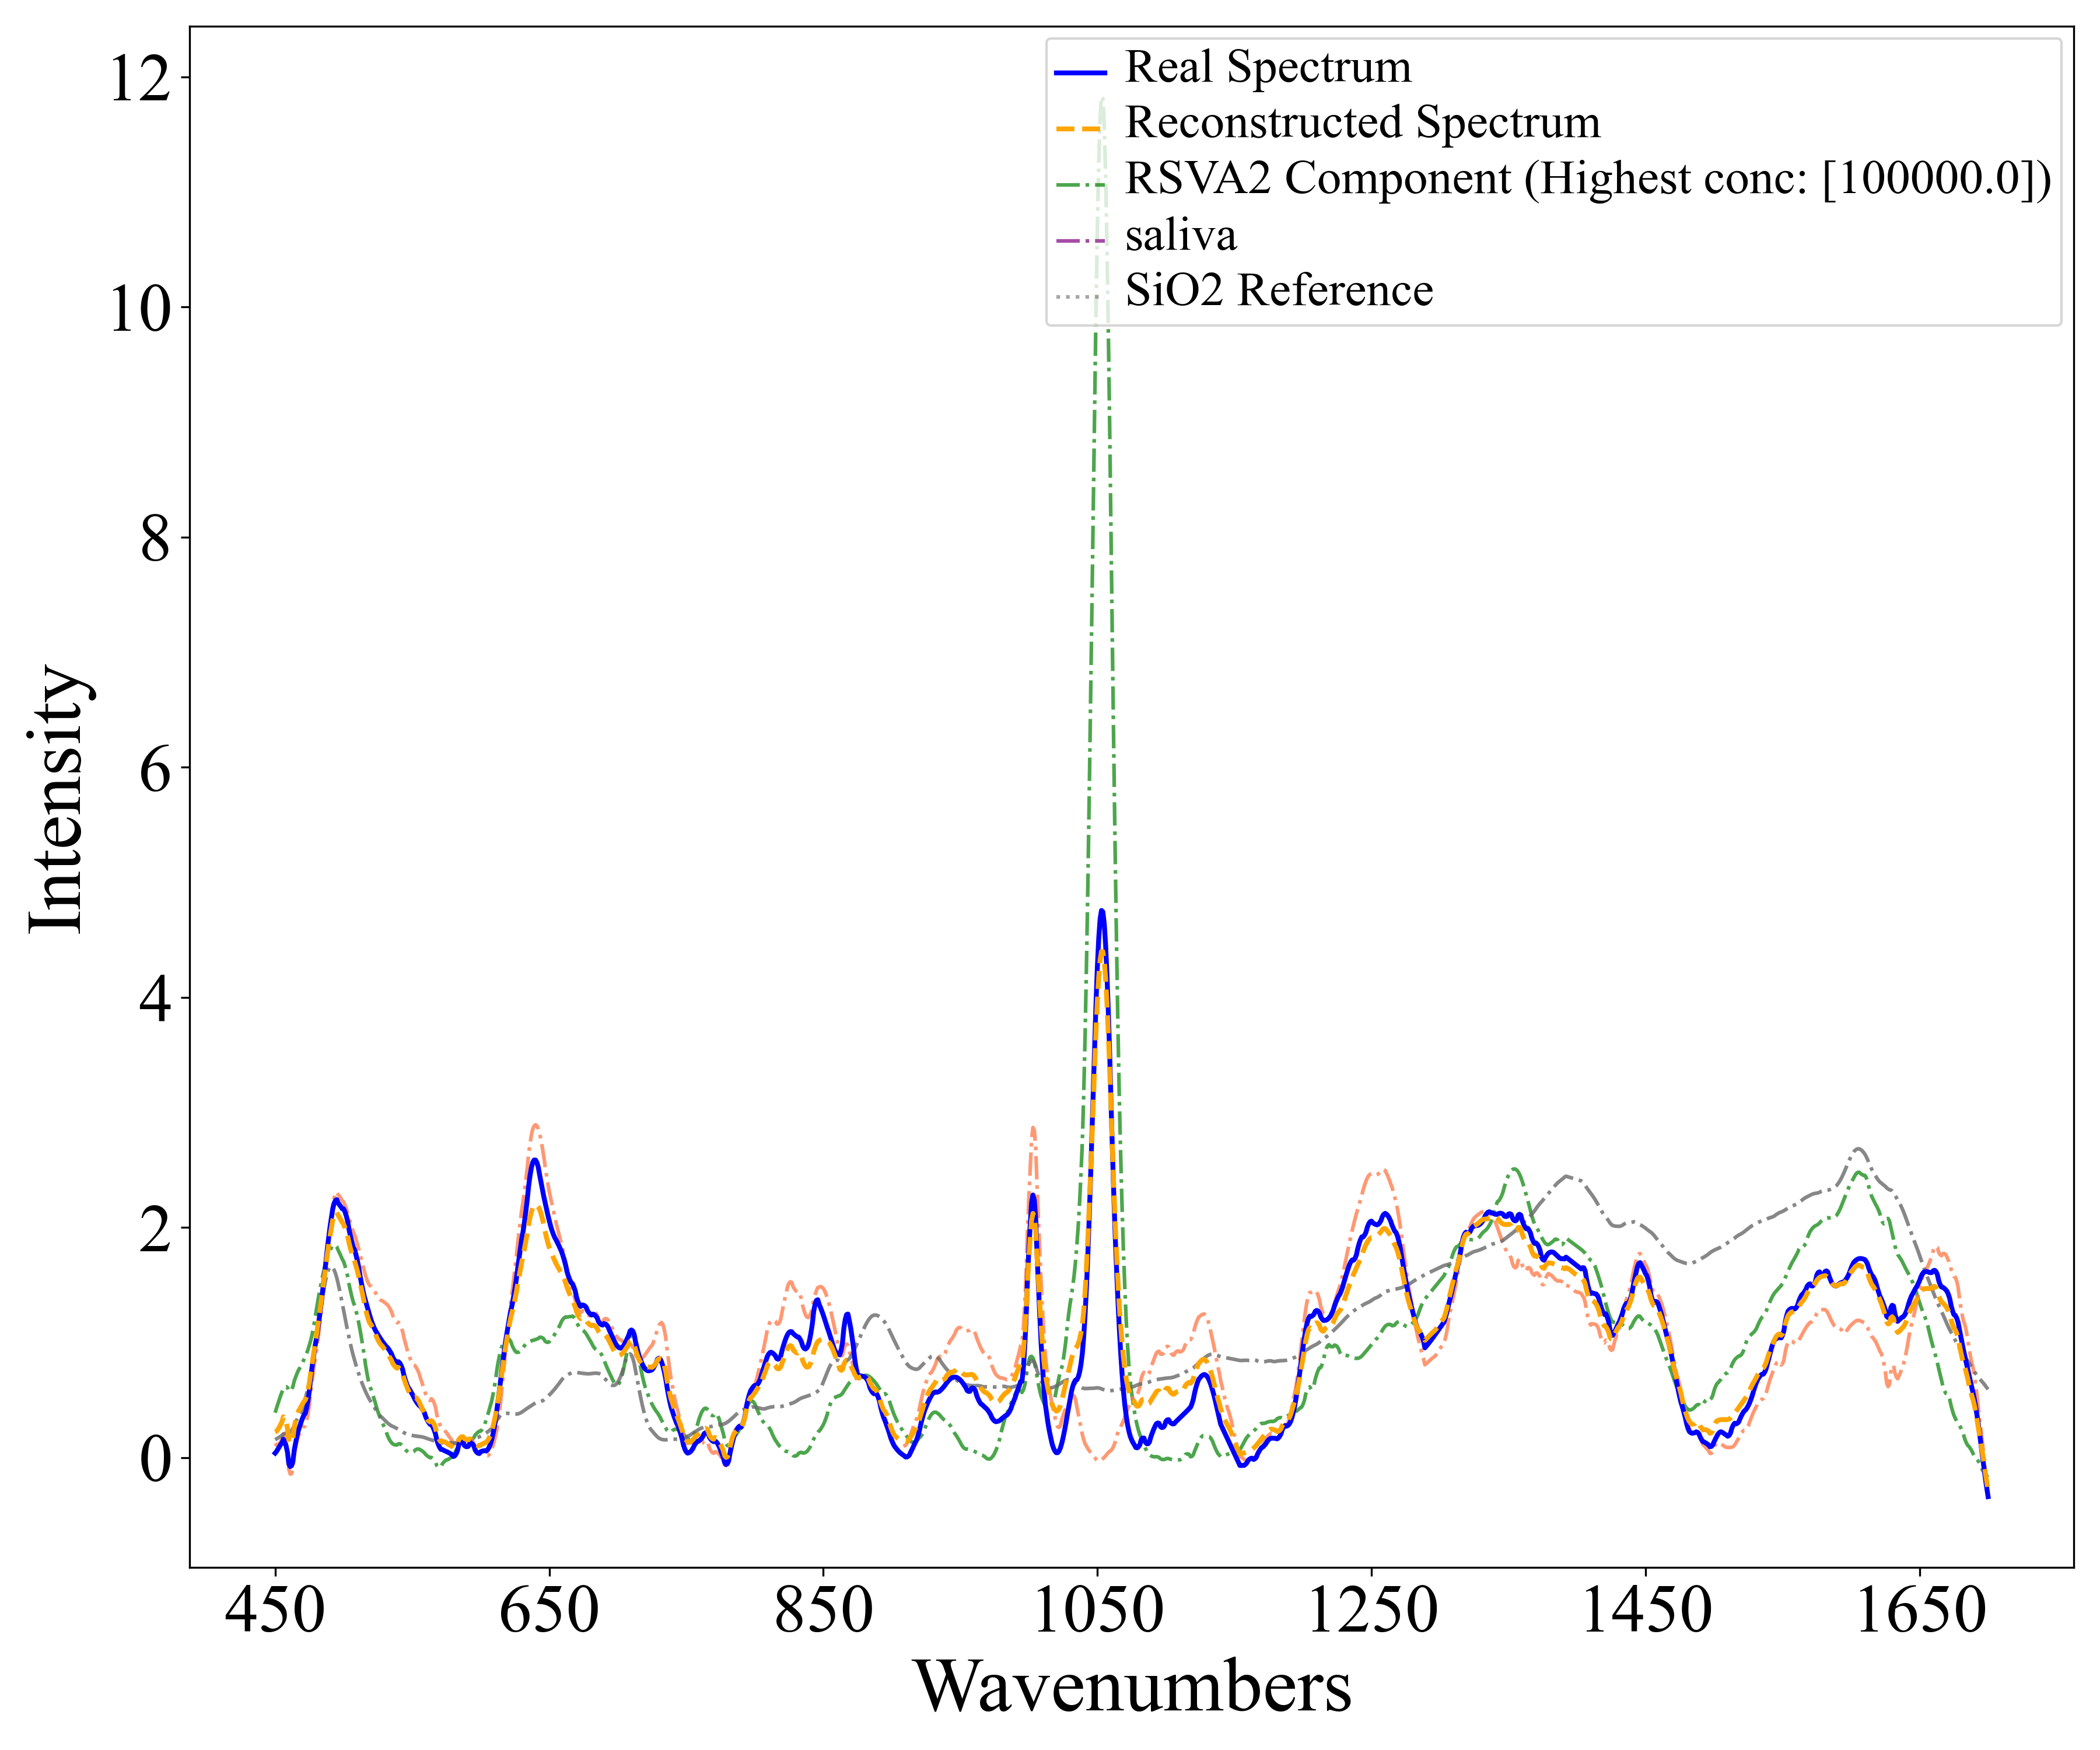 Real Spectrum
Reconstructed Spectrum
RSVA2 Component (Highest conc: [100000.0])
saliva
SiO2 Reference
12
10
8
6
4
2
0
Intensity
450 650 850 1050 1250 1450 1650
Wavenumbers